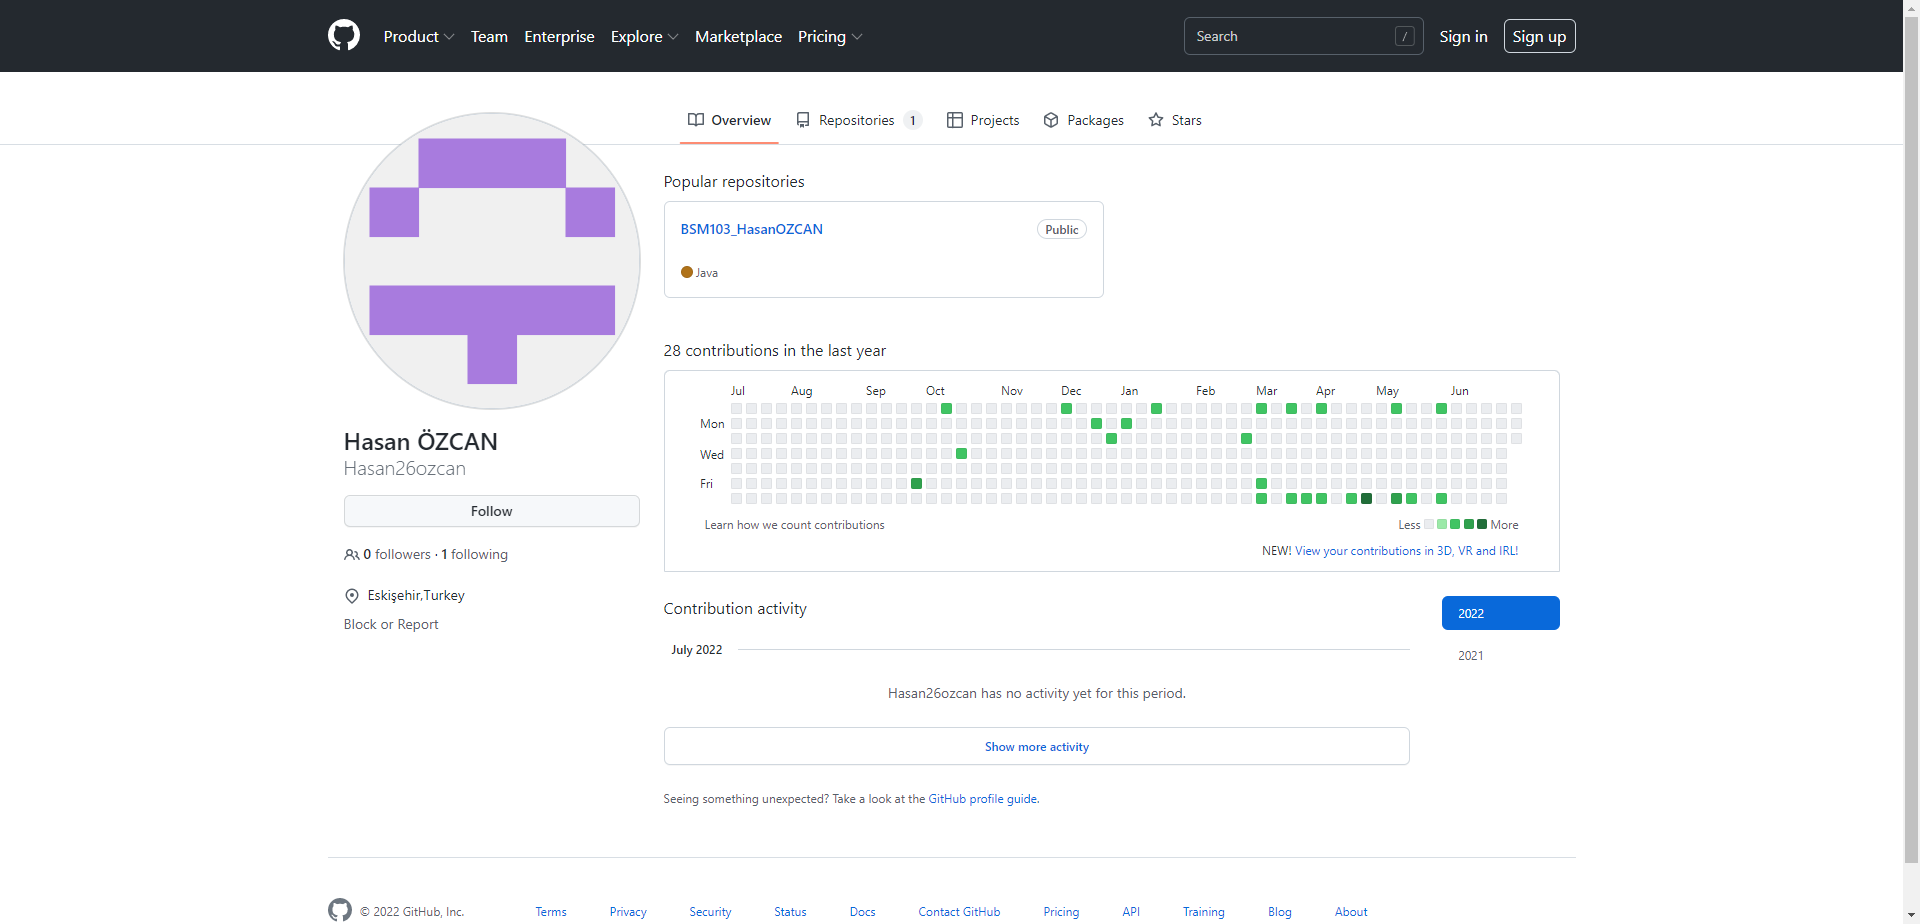 Product Team Enterprise Explore Marketplace Pricing Search / Sign in Sign up
Overview Repositories 1 Projects Packages Stars
Popular repositories
BSM103_HasanOZCAN Public
Java
28 contributions in the last year
Jul Aug Sep Oct Nov Dec Jan Feb Mar Apr May Jun
Mon
Wed
Fri
Learn how we count contributions Less More
NEW! View your contributions in 3D, VR and IRL!
Hasan ÖZCAN
Hasan26ozcan
Follow
0 followers · 1 following
Eskişehir,Turkey
Block or Report
Contribution activity
2022
2021
July 2022
Hasan26ozcan has no activity yet for this period.
Show more activity
Seeing something unexpected? Take a look at the GitHub profile guide.
© 2022 GitHub, Inc. Terms Privacy Security Status Docs Contact GitHub Pricing API Training Blog About